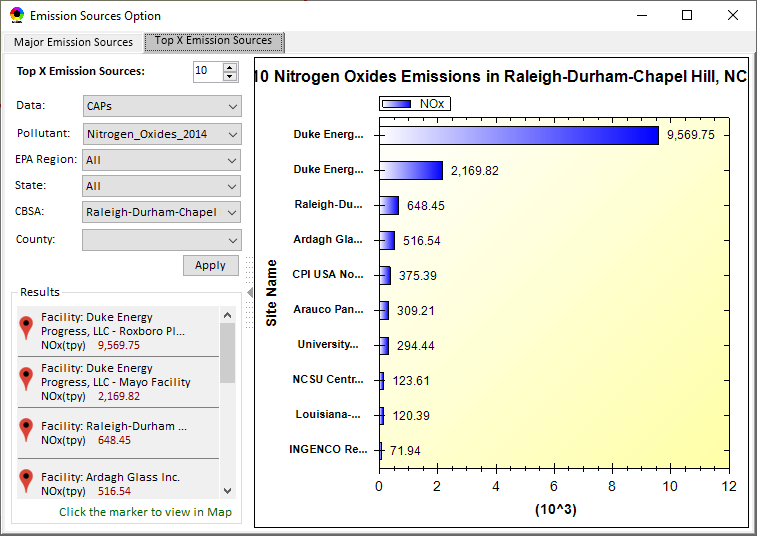 Emission Sources Option
Major Emission Sources
Top X Emission Sources
Top X Emission Sources: 10
Data: CAPs
Pollutant: Nitrogen_Oxides_2014
EPA Region: All
State: All
CBSA: Raleigh-Durham-Chapel
County:
Apply
Results
Facility: Duke Energy
Progress, LLC - Roxboro Pl...
NOx(tpy) 9,569.75
Facility: Duke Energy
Progress, LLC - Mayo Facility
NOx(tpy) 2,169.82
Facility: Raleigh-Durham ...
NOx(tpy) 648.45
Facility: Ardagh Glass Inc.
NOx(tpy) 516.54
Click the marker to view in Map
10 Nitrogen Oxides Emissions in Raleigh-Durham-Chapel Hill, NC
NOx
Site Name
Duke Energ... 9,569.75
Duke Energ... 2,169.82
Raleigh-Du... 648.45
Ardagh Gla... 516.54
CPI USA No... 375.39
Arauco Pan... 309.21
University... 294.44
NCSU Centr... 123.61
Louisiana-... 120.39
INGENCO Re... 71.94
0 2 4 6 8 10 12
(10^3)